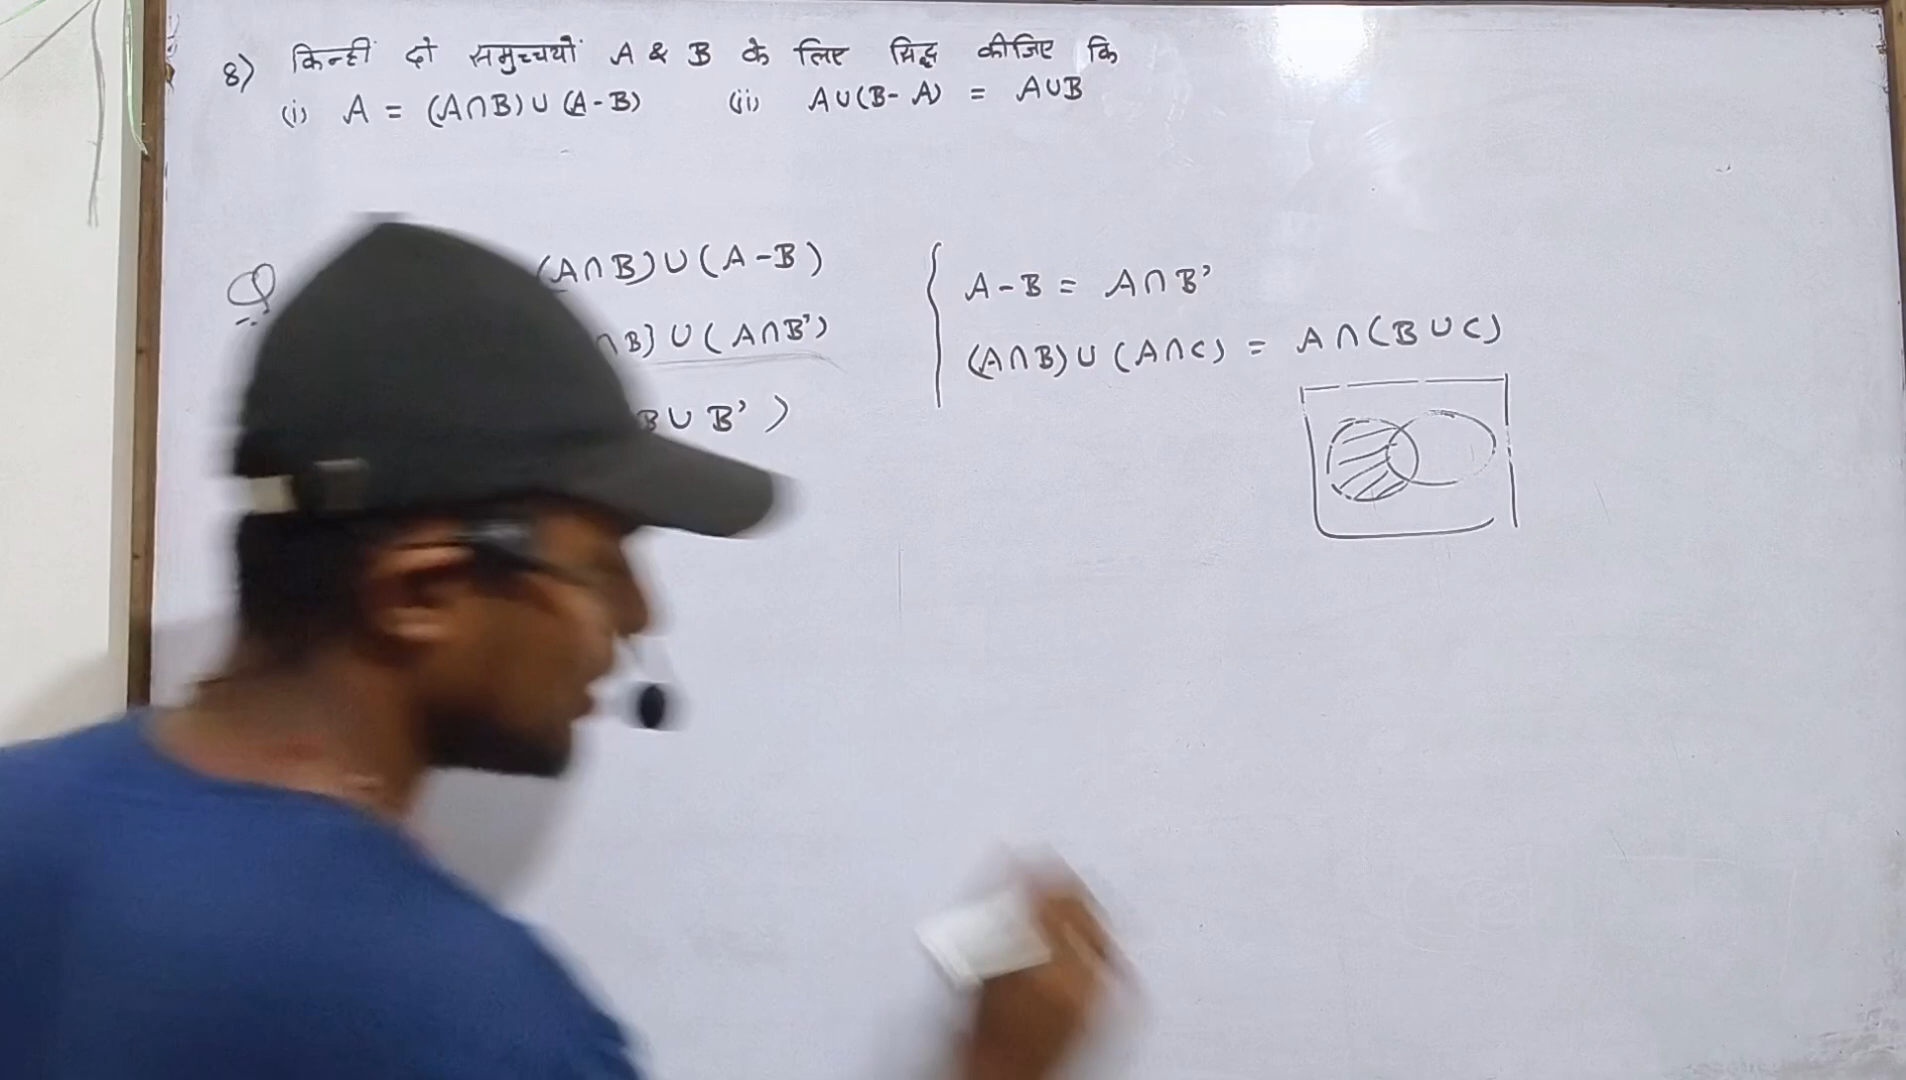 8) किन्हीं दो समुच्चयों A & B के लिए सिद्ध कीजिए कि
(i) A = (A∩B)∪(A-B) (ii) A∪(B-A) = A∪B
(A∩B)∪(A-B)
∩B)∪(A∩B')
B∪B')
A-B = A∩B'
(A∩B)∪(A∩C) = A∩(B∪C)